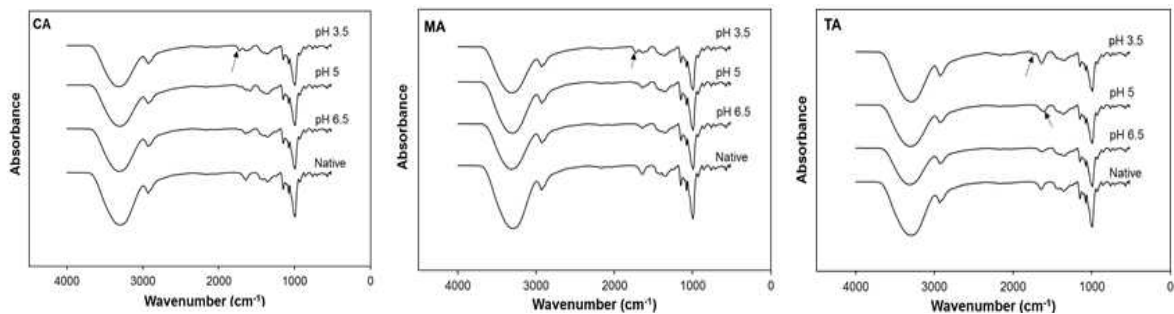 CA
pH 3.5
pH 5
pH 6.5
Native
Absorbance
4000 3000 2000 1000 0
Wavenumber (cm-1)
MA
pH 3.5
pH 5
pH 6.5
Native
Absorbance
4000 3000 2000 1000 0
Wavenumber (cm-1)
TA
pH 3.5
pH 5
pH 6.5
Native
Absorbance
4000 3000 2000 1000 0
Wavenumber (cm-1)